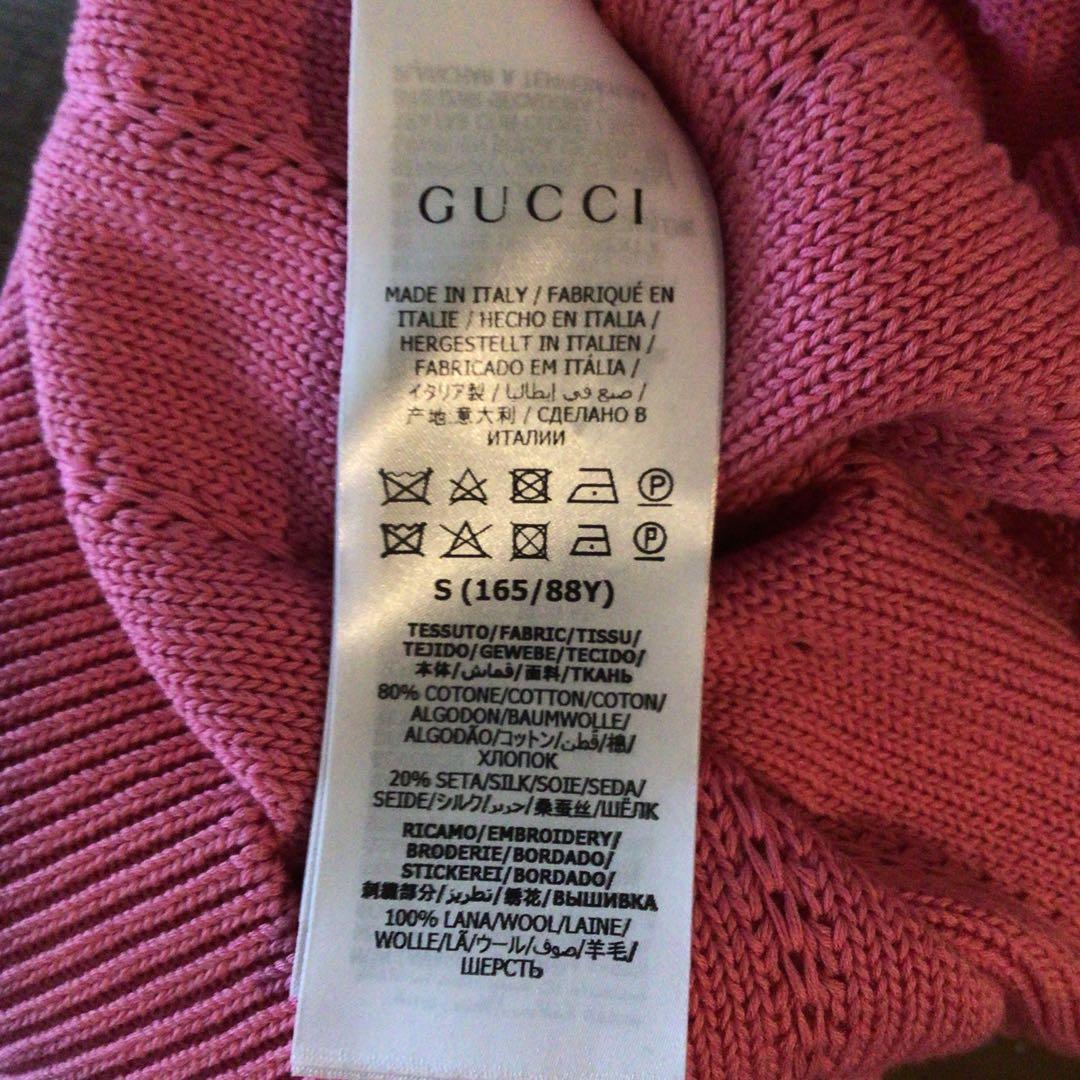 GUCCI
MADE IN ITALY / FABRIQUÉ EN
ITALIE / HECHO EN ITALIA /
HERGESTELLT IN ITALIEN /
FABRICADO EM ITÁLIA /
イタリア製 / صنع في إيطاليا /
产地:意大利 / СДЕЛАНО В
ИТАЛИИ
P
P
S (165/88Y)
TESSUTO/FABRIC/TISSU/
TEJIDO/GEWEBE/TECIDO/
本体/قماش/面料/ТКАНЬ
80% COTONE/COTTON/COTON/
ALGODON/BAUMWOLLE/
ALGODÃO/コットン/قطن/棉/
ХЛОПОК
20% SETA/SILK/SOIE/SEDA/
SEIDE/シルク/حرير/桑蚕丝/ШЁЛК
RICAMO/EMBROIDERY/
BRODERIE/BORDADO/
STICKEREI/BORDADO/
刺繍部分/تطريز/绣花/ВЫШИВКА
100% LANA/WOOL/LAINE/
WOLLE/LÃ/ウール/صوف/羊毛/
ШЕРСТЬ